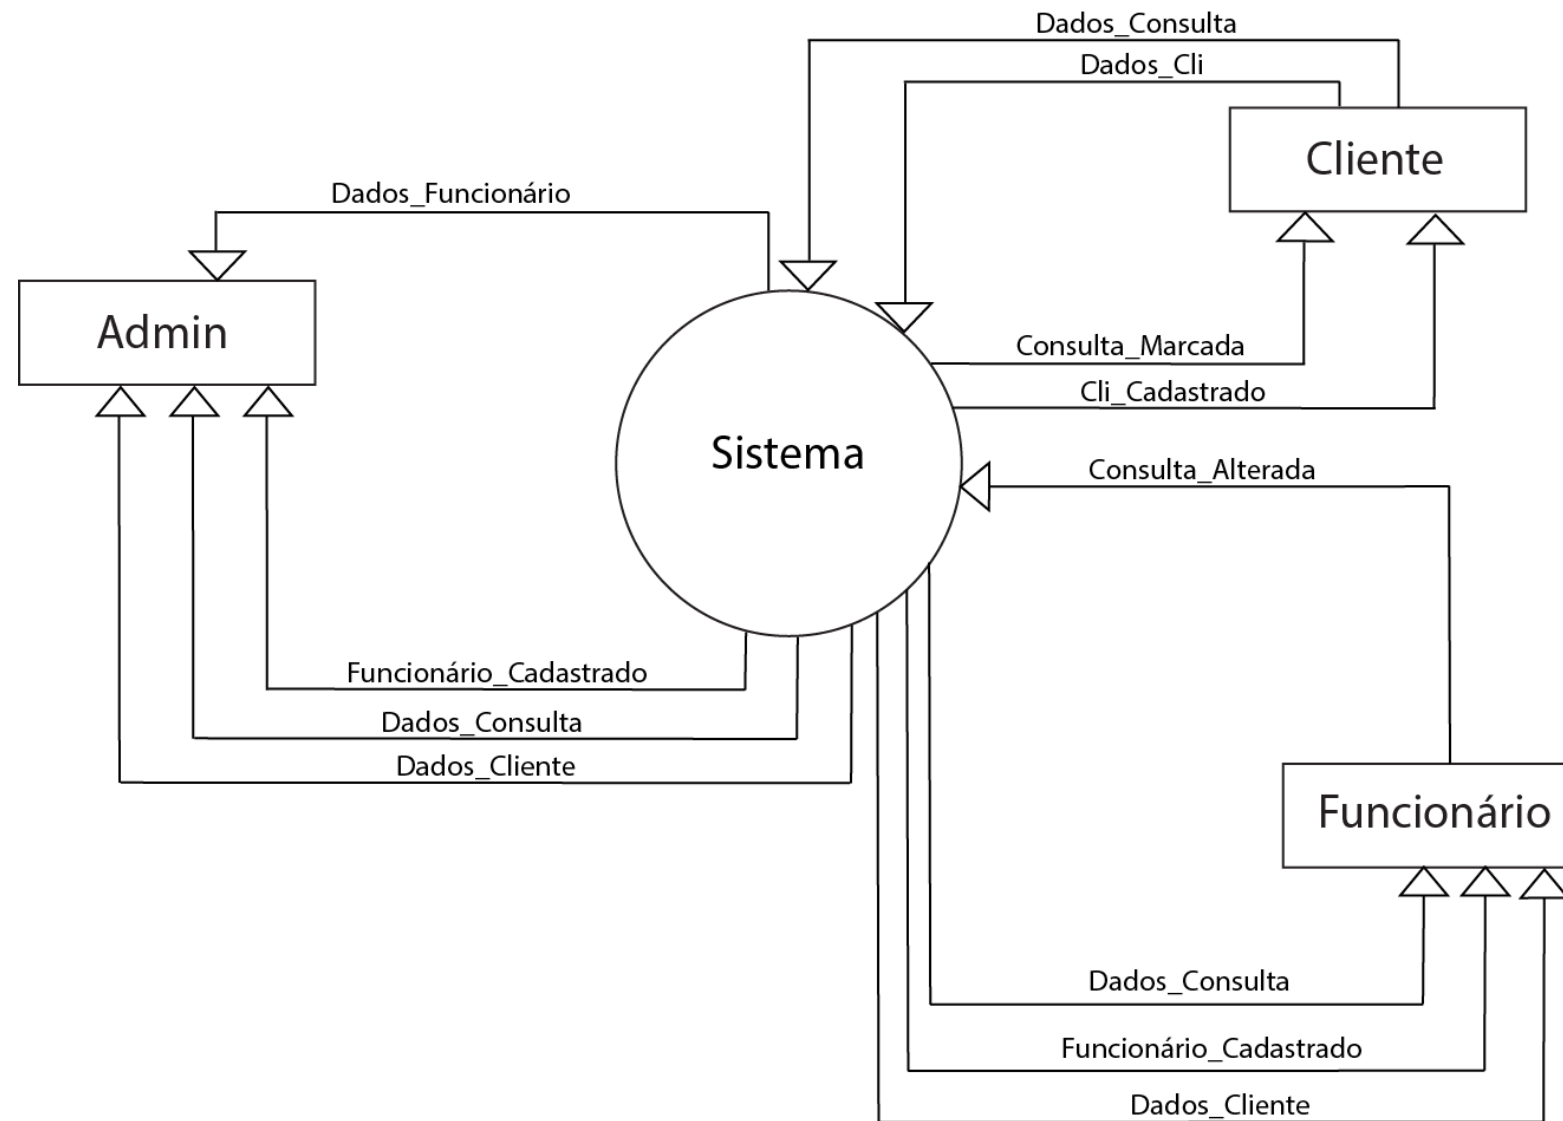 Dados_Consulta
Dados_Cli
Cliente
Dados_Funcionário
Admin
Consulta_Marcada
Cli_Cadastrado
Sistema
Consulta_Alterada
Funcionário_Cadastrado
Dados_Consulta
Dados_Cliente
Funcionário
Dados_Consulta
Funcionário_Cadastrado
Dados_Cliente